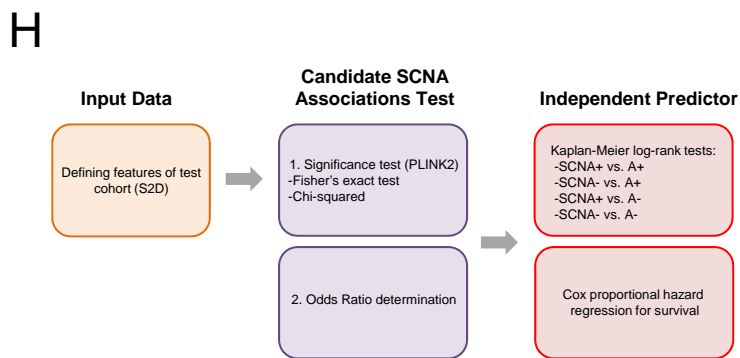 H
Input Data
Defining features of test
cohort (S2D)
Candidate SCNA
Associations Test
1. Significance test (PLINK2)
-Fisher's exact test
-Chi-squared
2. Odds Ratio determination
Independent Predictor
Kaplan-Meier log-rank tests:
-SCNA+ vs. A+
-SCNA- vs. A+
-SCNA+ vs. A-
-SCNA- vs. A-
Cox proportional hazard
regression for survival